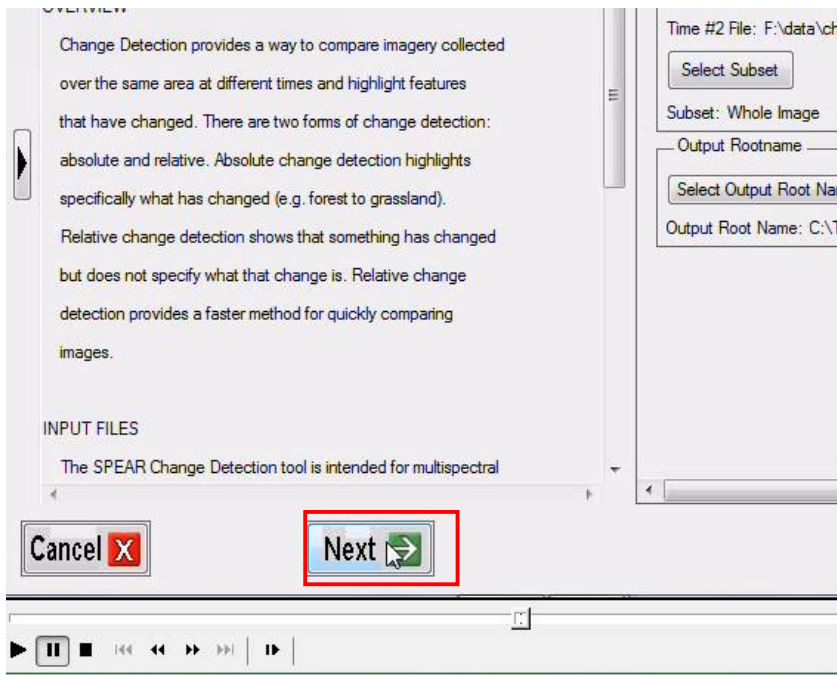 OVERVIEW
Change Detection provides a way to compare imagery collected
over the same area at different times and highlight features
that have changed. There are two forms of change detection:
absolute and relative. Absolute change detection highlights
specifically what has changed (e.g. forest to grassland).
Relative change detection shows that something has changed
but does not specify what that change is. Relative change
detection provides a faster method for quickly comparing
images.
INPUT FILES
The SPEAR Change Detection tool is intended for multispectral
Time #2 File: F:\data\ch
Select Subset
Subset: Whole Image
Output Rootname
Select Output Root Na
Output Root Name: C:\T
Cancel X
Next